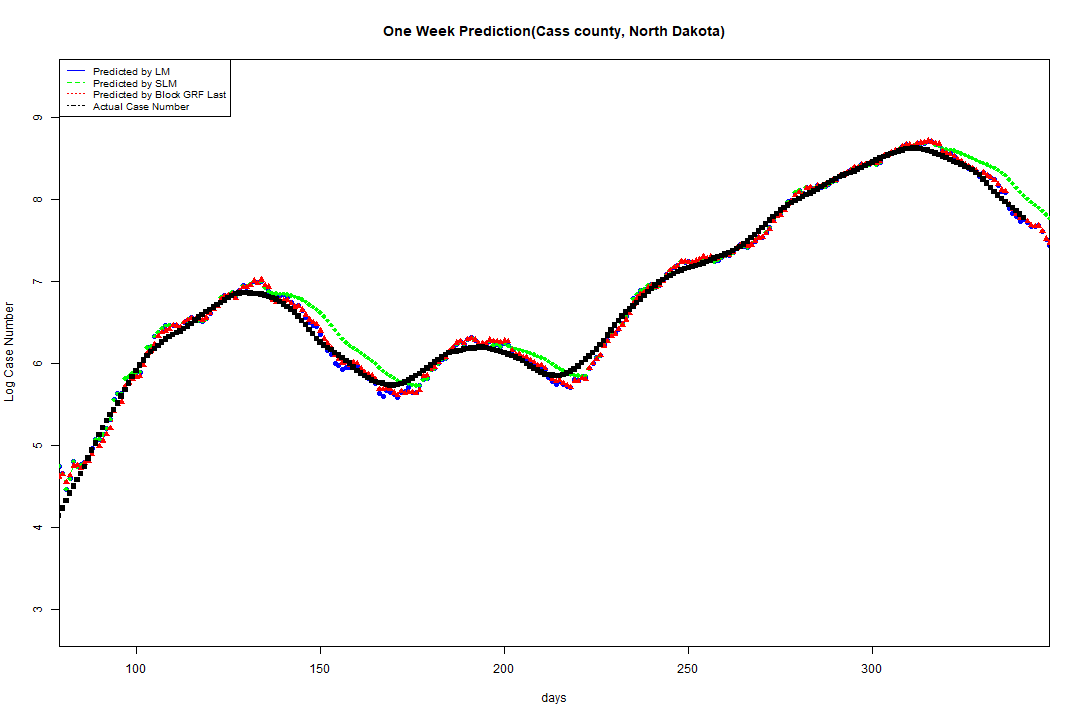 One Week Prediction(Cass county, North Dakota)
Predicted by LM
Predicted by SLM
Predicted by Block GRF Last
Actual Case Number
9
8
7
6
5
4
3
Log Case Number
100 150 200 250 300
days